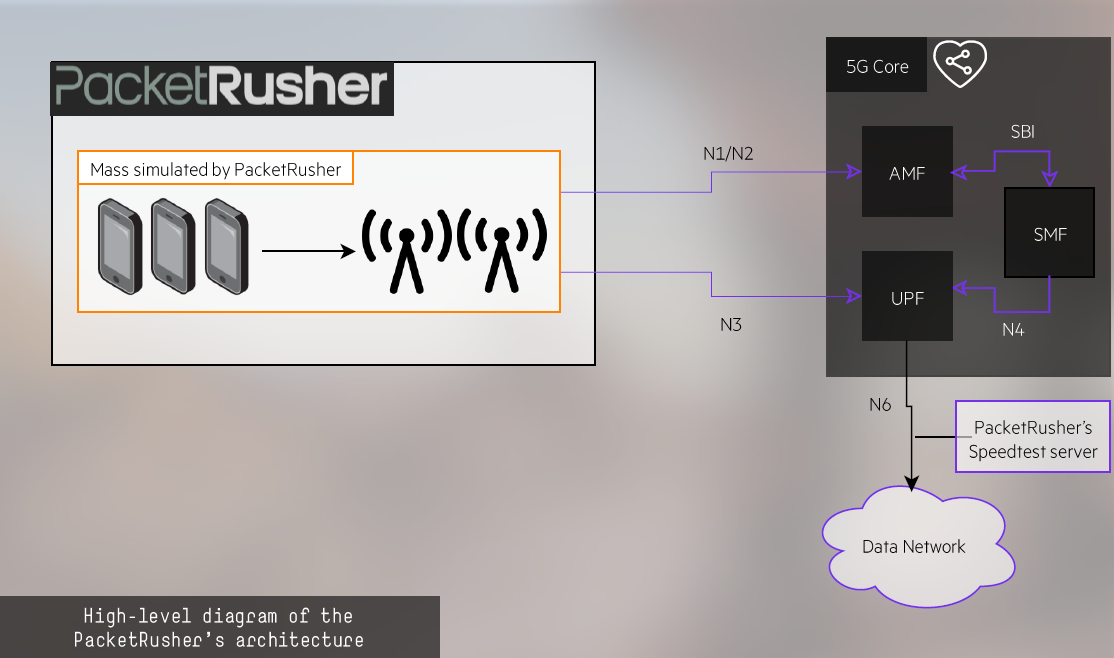 PacketRusher
Mass simulated by PacketRusher
N1/N2
N3
5G Core
AMF
SBI
SMF
UPF
N4
N6
PacketRusher's
Speedtest server
Data Network
High-level diagram of the
PacketRusher's architecture